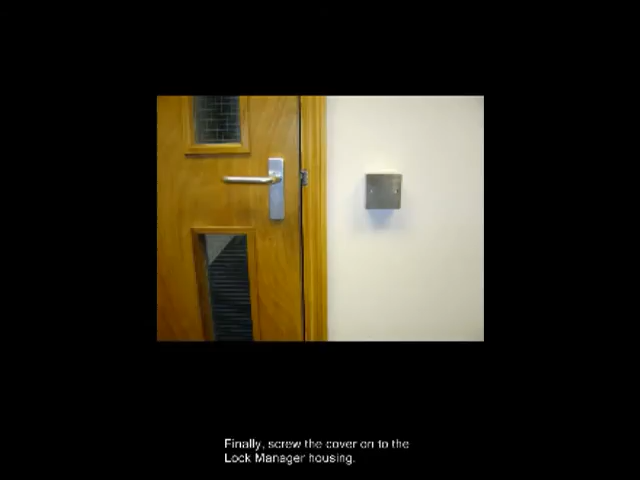 Finally, screw the cover on to the
Lock Manager housing.